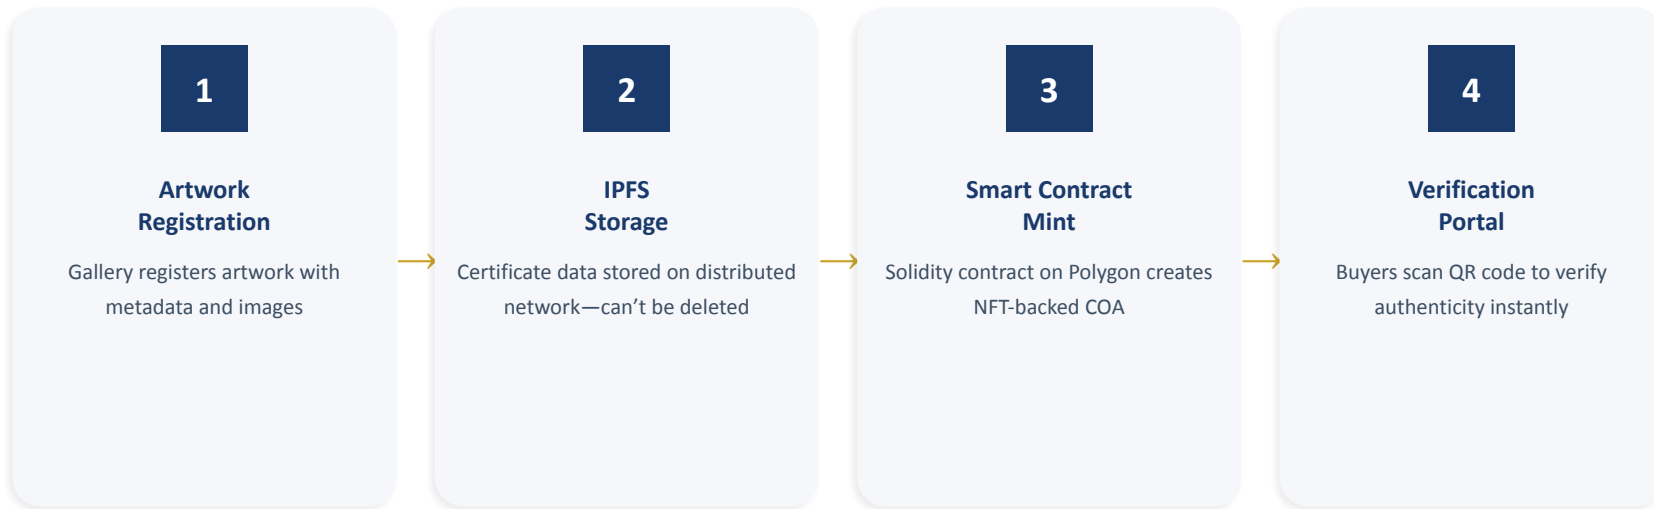 1
Artwork
Registration
Gallery registers artwork with
metadata and images
2
IPFS
Storage
Certificate data stored on distributed
network—can’t be deleted
3
Smart Contract
Mint
Solidity contract on Polygon creates
NFT-backed COA
4
Verification
Portal
Buyers scan QR code to verify
authenticity instantly